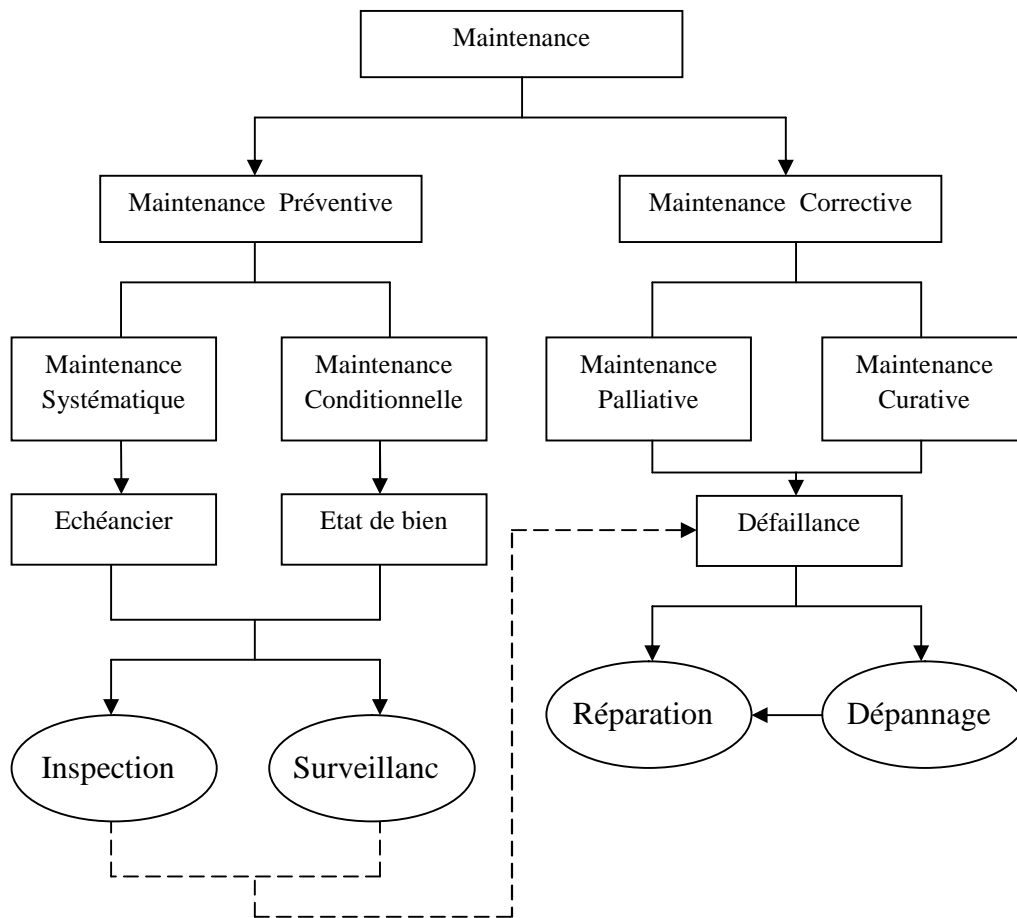 Maintenance
Maintenance Préventive
Maintenance Corrective
Maintenance
Systématique
Maintenance
Conditionnelle
Maintenance
Palliative
Maintenance
Curative
Echéancier
Etat de bien
Défaillance
Réparation
Dépannage
Inspection
Surveillanc